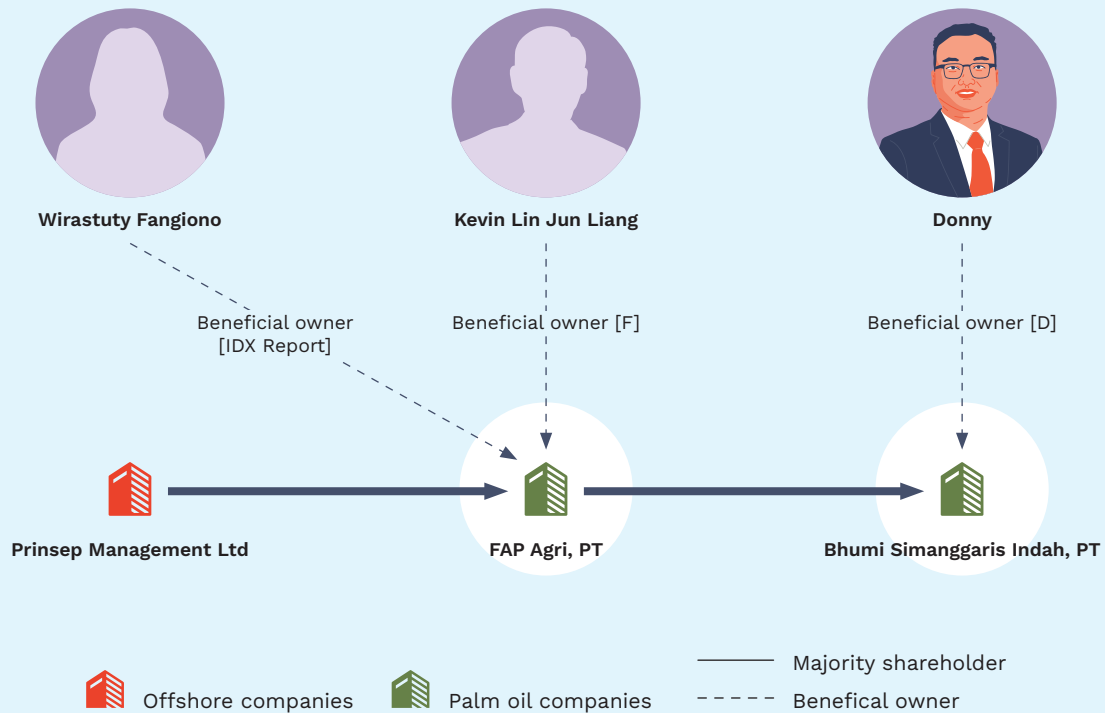 Wirastuty Fangiono
Kevin Lin Jun Liang
Donny
Beneficial owner
[IDX Report]
Beneficial owner [F]
Beneficial owner [D]
Prinsep Management Ltd
FAP Agri, PT
Bhumi Simanggaris Indah, PT
Offshore companies
Palm oil companies
Majority shareholder
Benefical owner